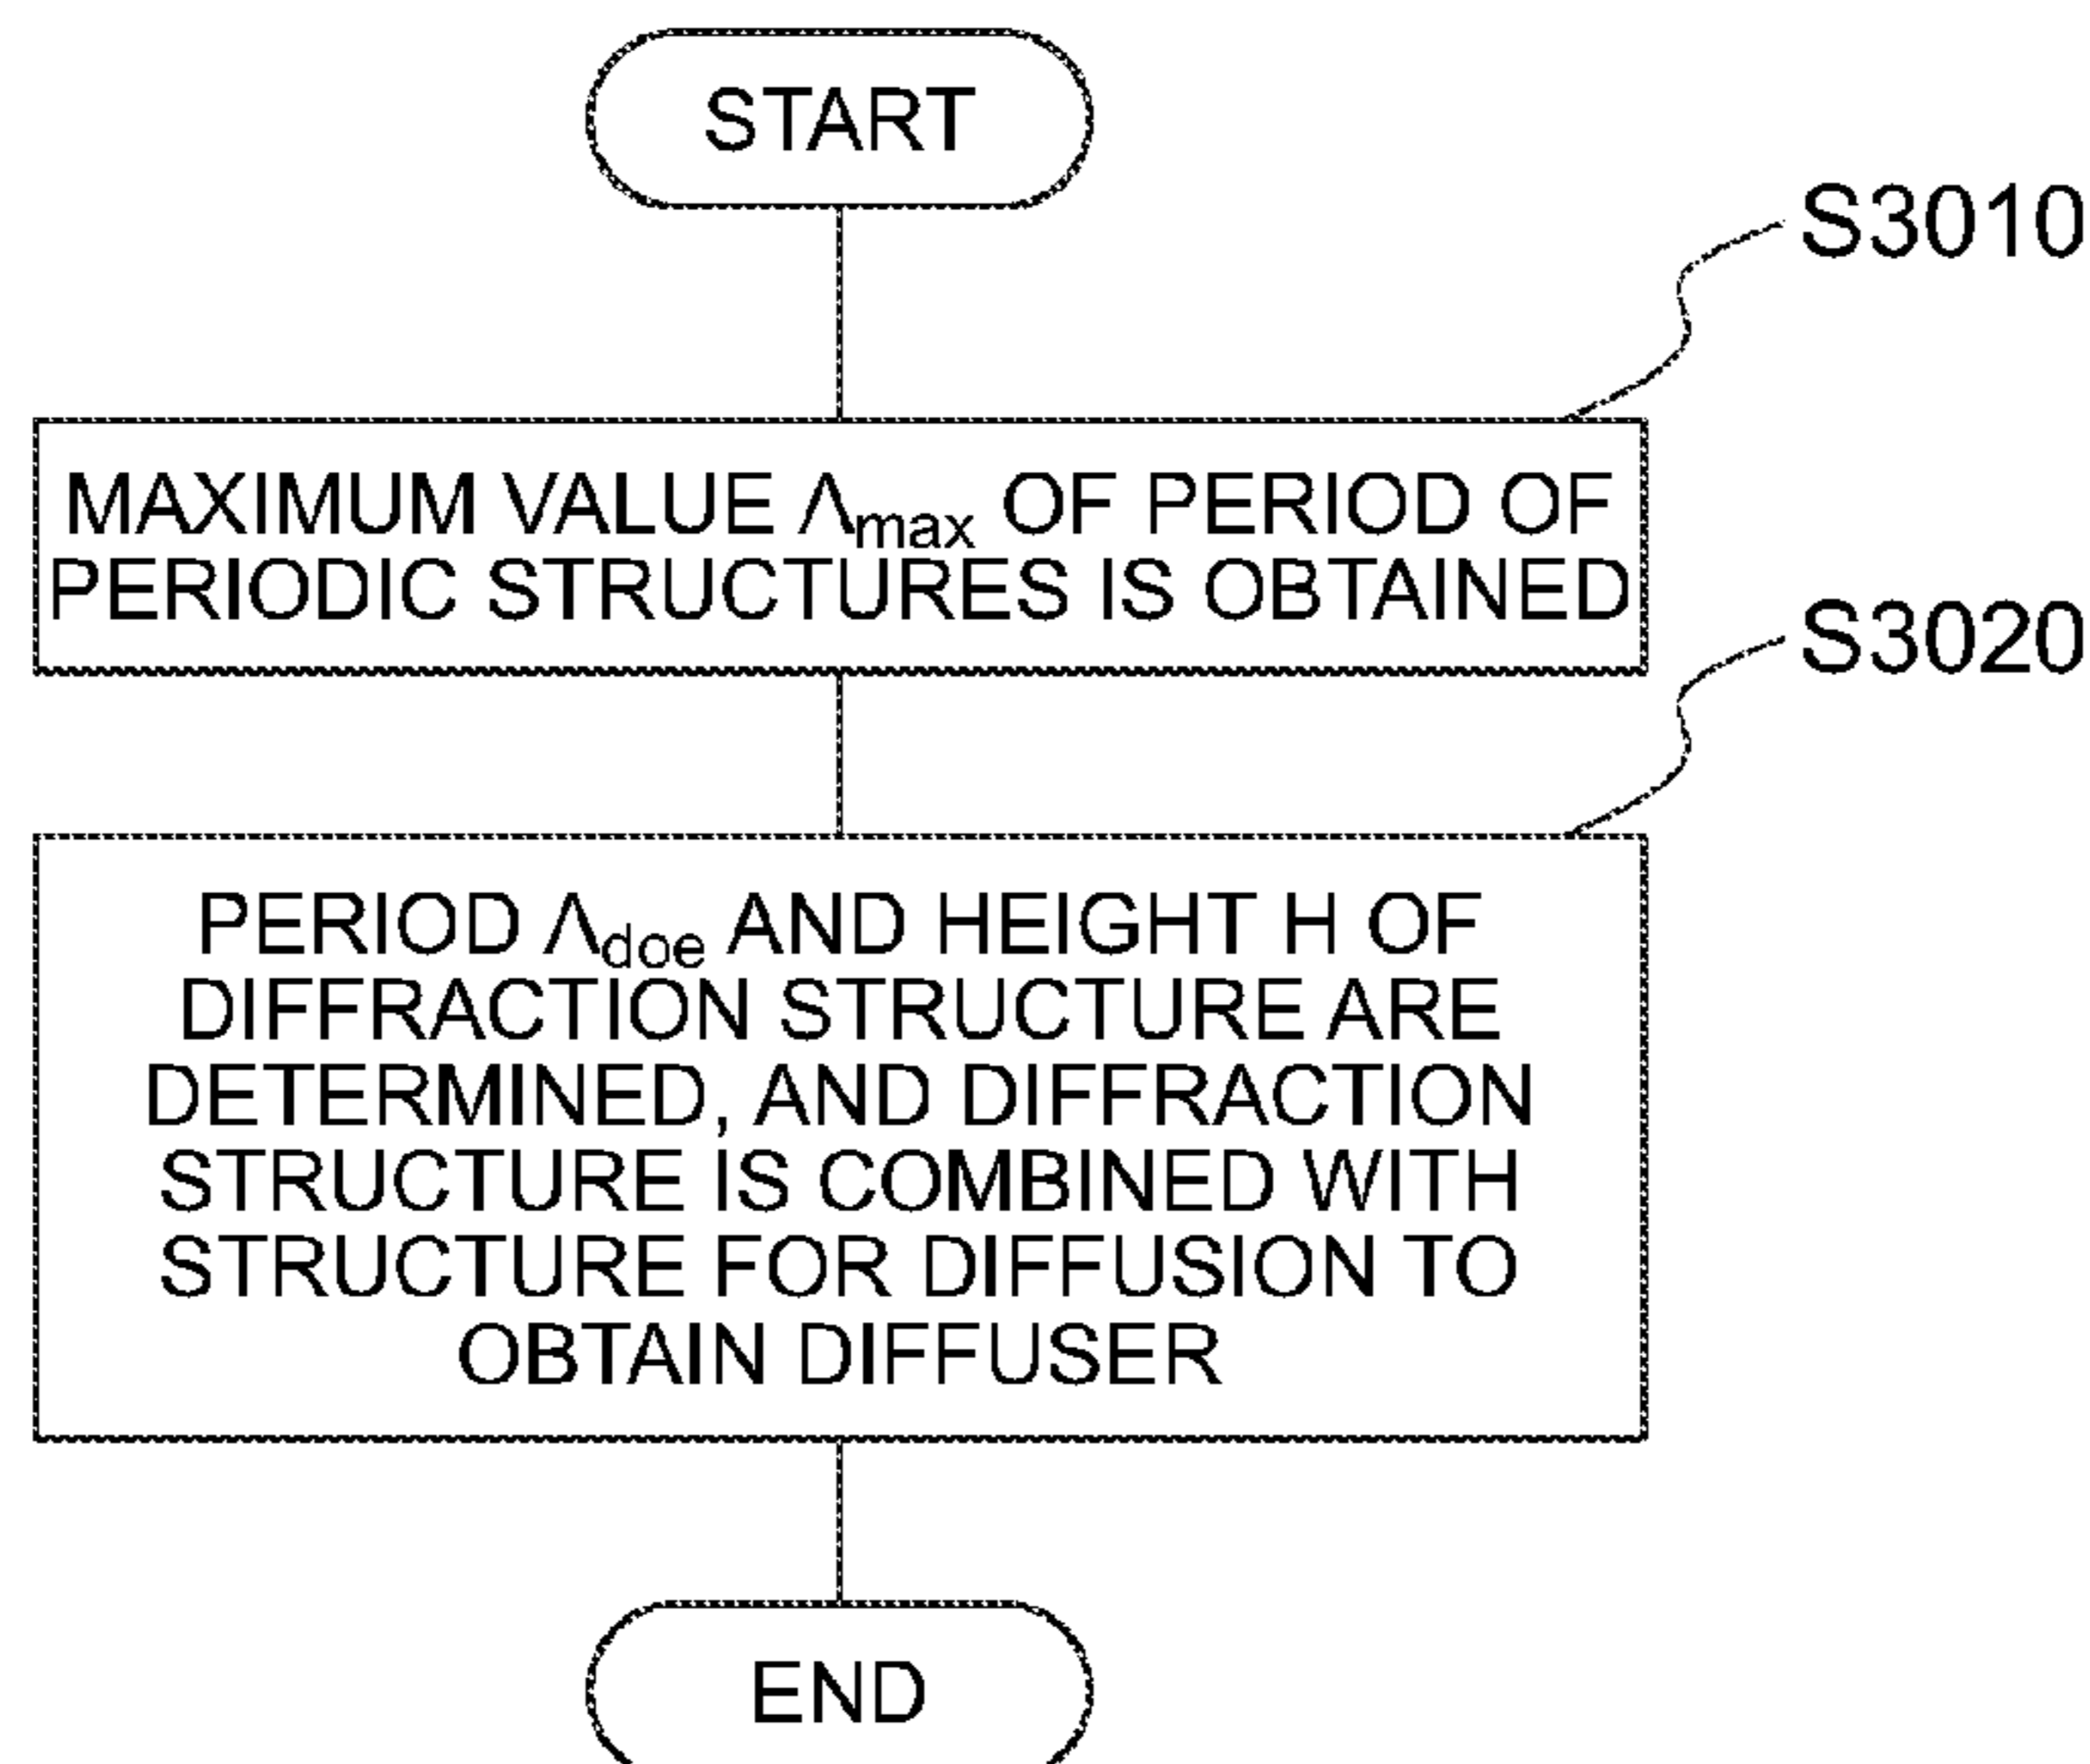 START
S3010
MAXIMUM VALUE Λmax OF PERIOD OF
PERIODIC STRUCTURES IS OBTAINED
S3020
PERIOD Λdoe AND HEIGHT H OF
DIFFRACTION STRUCTURE ARE
DETERMINED, AND DIFFRACTION
STRUCTURE IS COMBINED WITH
STRUCTURE FOR DIFFUSION TO
OBTAIN DIFFUSER
END